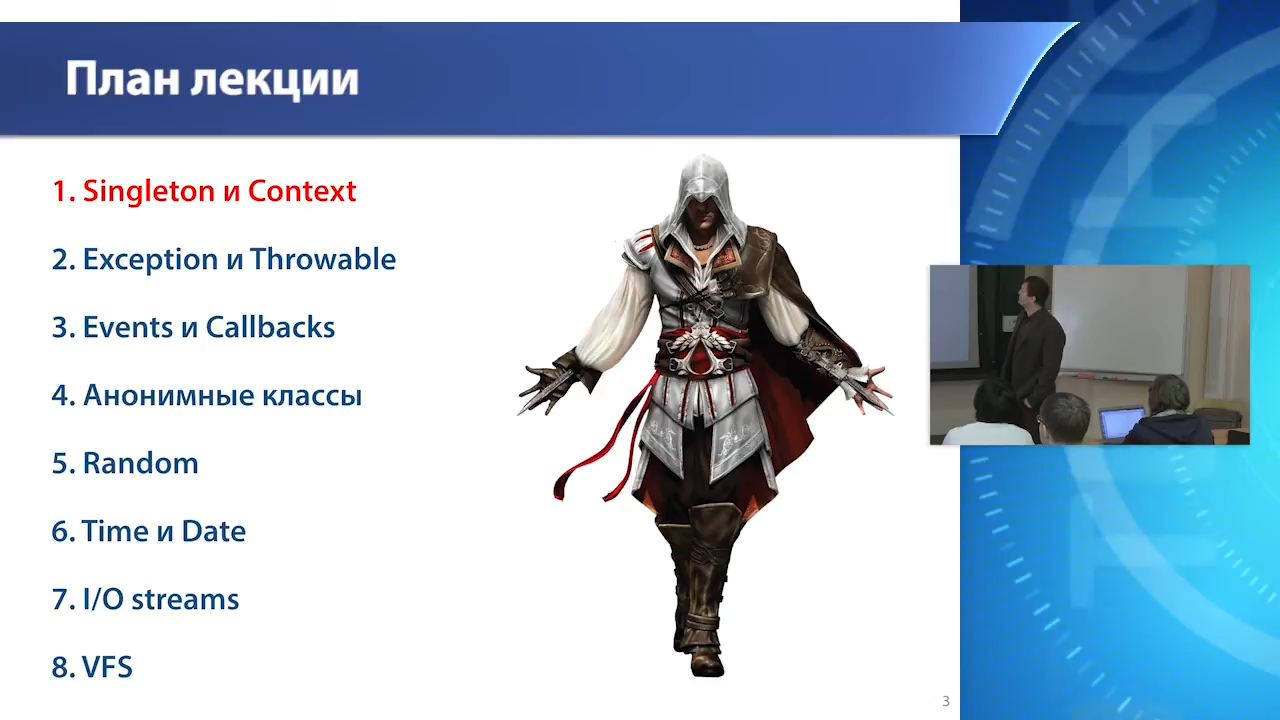 План лекции
1. Singleton и Context
2. Exception и Throwable
3. Events и Callbacks
4. Анонимные классы
5. Random
6. Time и Date
7. I/O streams
8. VFS
3